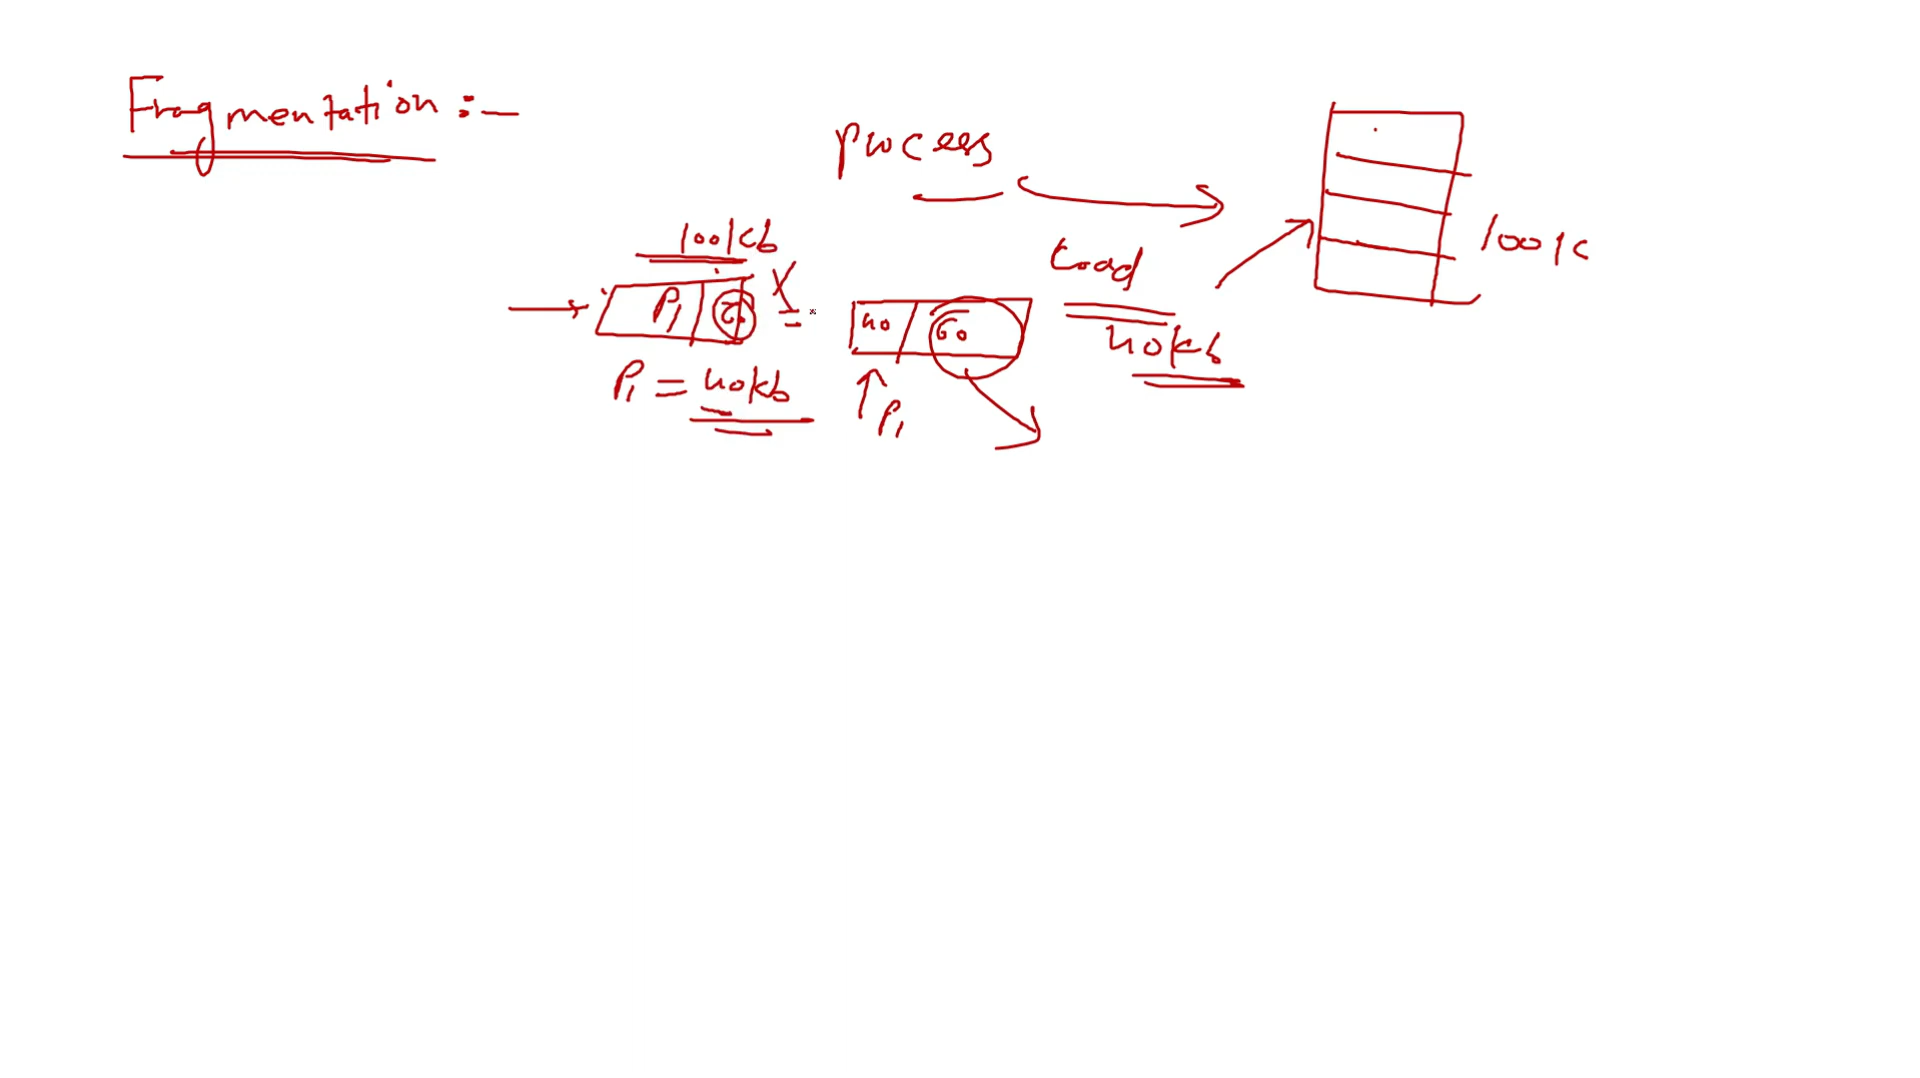 Fragmentation :-
process
100kb
100k
load
P1
40
60
40kb
P1 = 40kb
P1